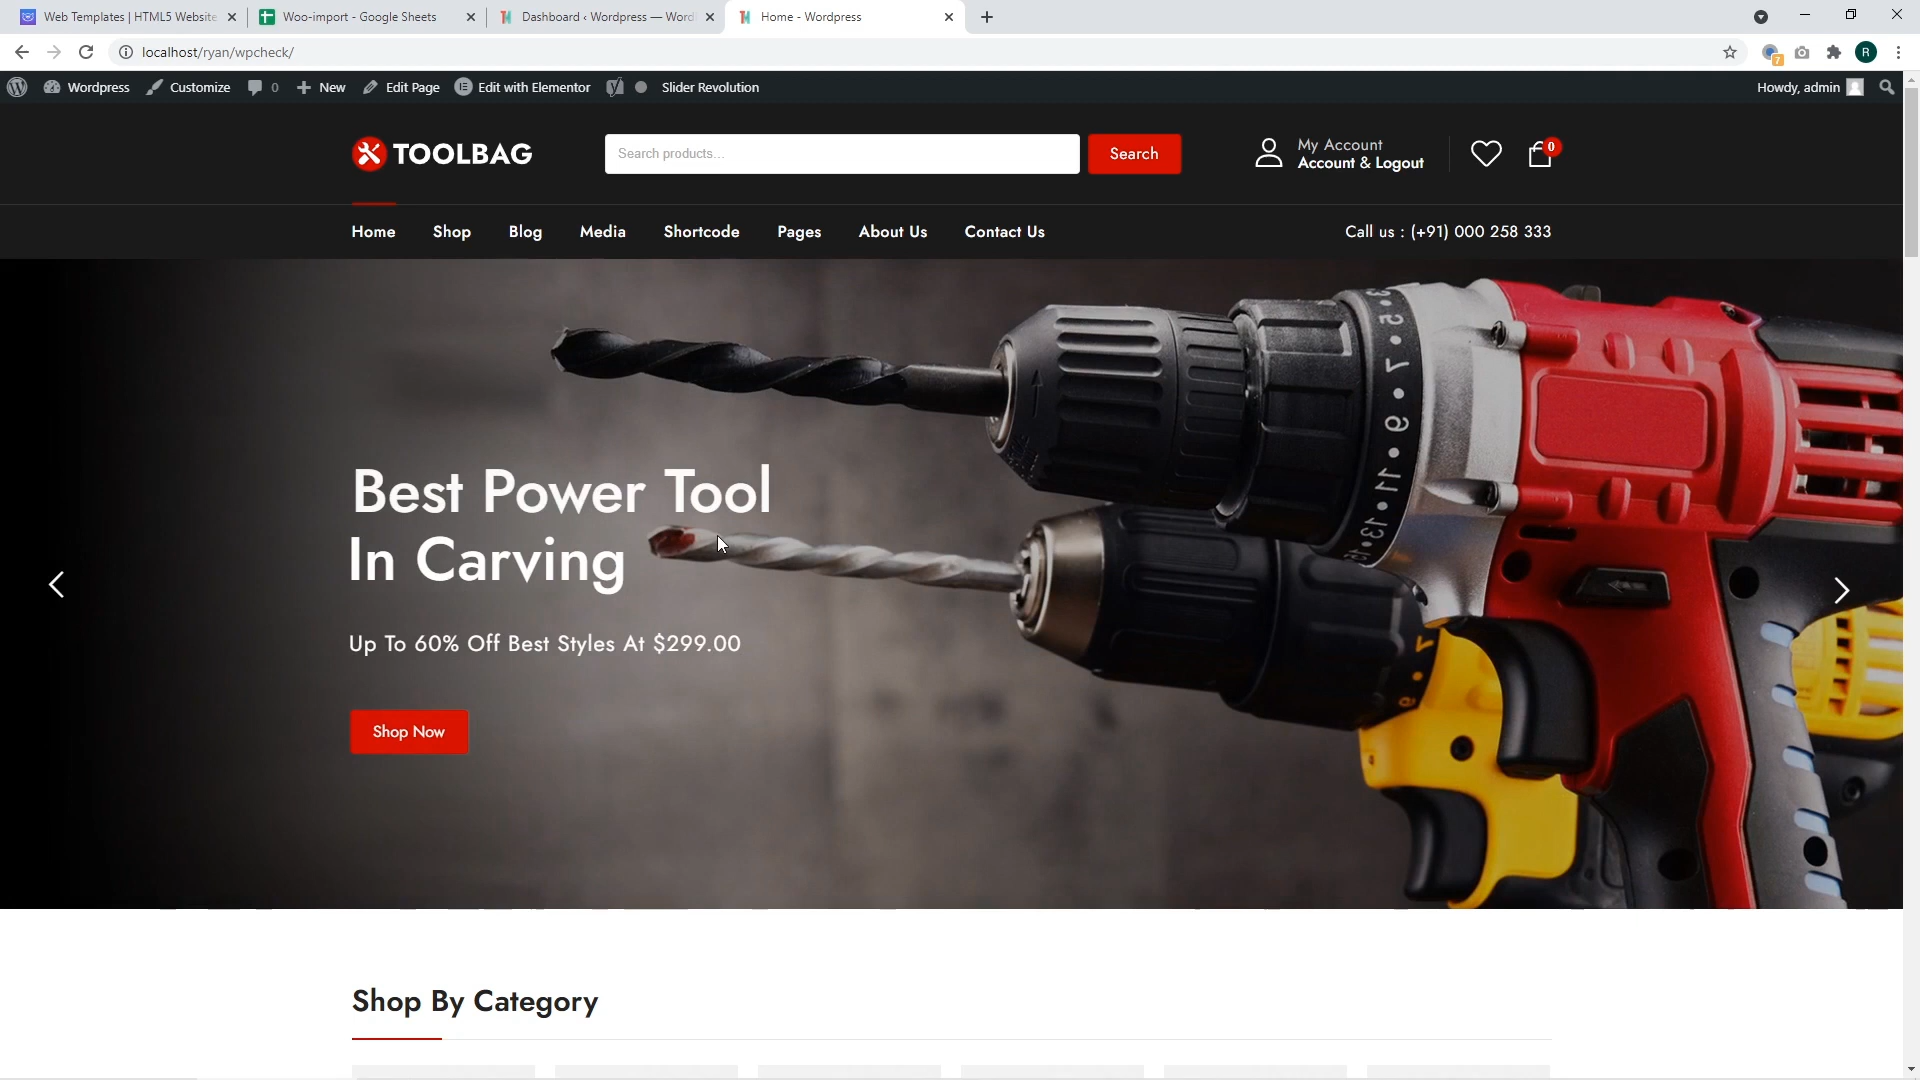 Web Templates | HTML5 Website
Woo-import - Google Sheets
Dashboard ‹ Wordpress — Word
Home - Wordpress
localhost/ryan/wpcheck/
7
R
Wordpress
Customize
0
New
Edit Page
Edit with Elementor
Slider Revolution
Howdy, admin
TOOLBAG
Search products...
Search
My Account
Account & Logout
0
Home
Shop
Blog
Media
Shortcode
Pages
About Us
Contact Us
Call us : (+91) 000 258 333
Best Power Tool
In Carving
Up To 60% Off Best Styles At $299.00
Shop Now
Shop By Category